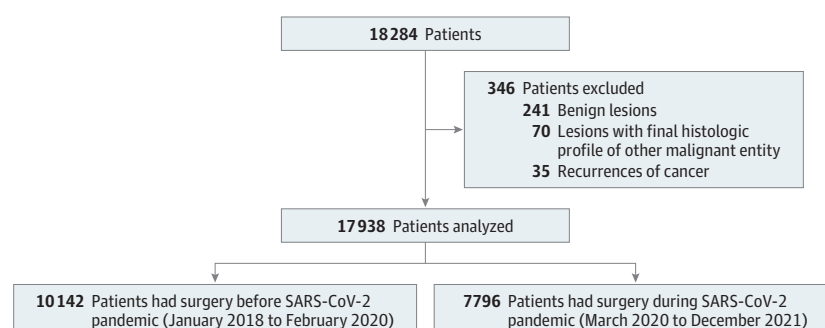 18284 Patients
346 Patients excluded
241 Benign lesions
70 Lesions with final histologic
profile of other malignant entity
35 Recurrences of cancer
17938 Patients analyzed
10142 Patients had surgery before SARS-CoV-2
pandemic (January 2018 to February 2020)
7796 Patients had surgery during SARS-CoV-2
pandemic (March 2020 to December 2021)